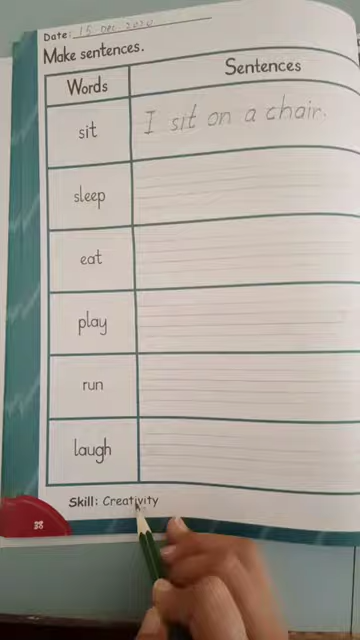 Date: 15 Dec 2020
Make sentences.
Words Sentences
sit I sit on a chair.
sleep
eat
play
run
laugh
Skill: Creativity